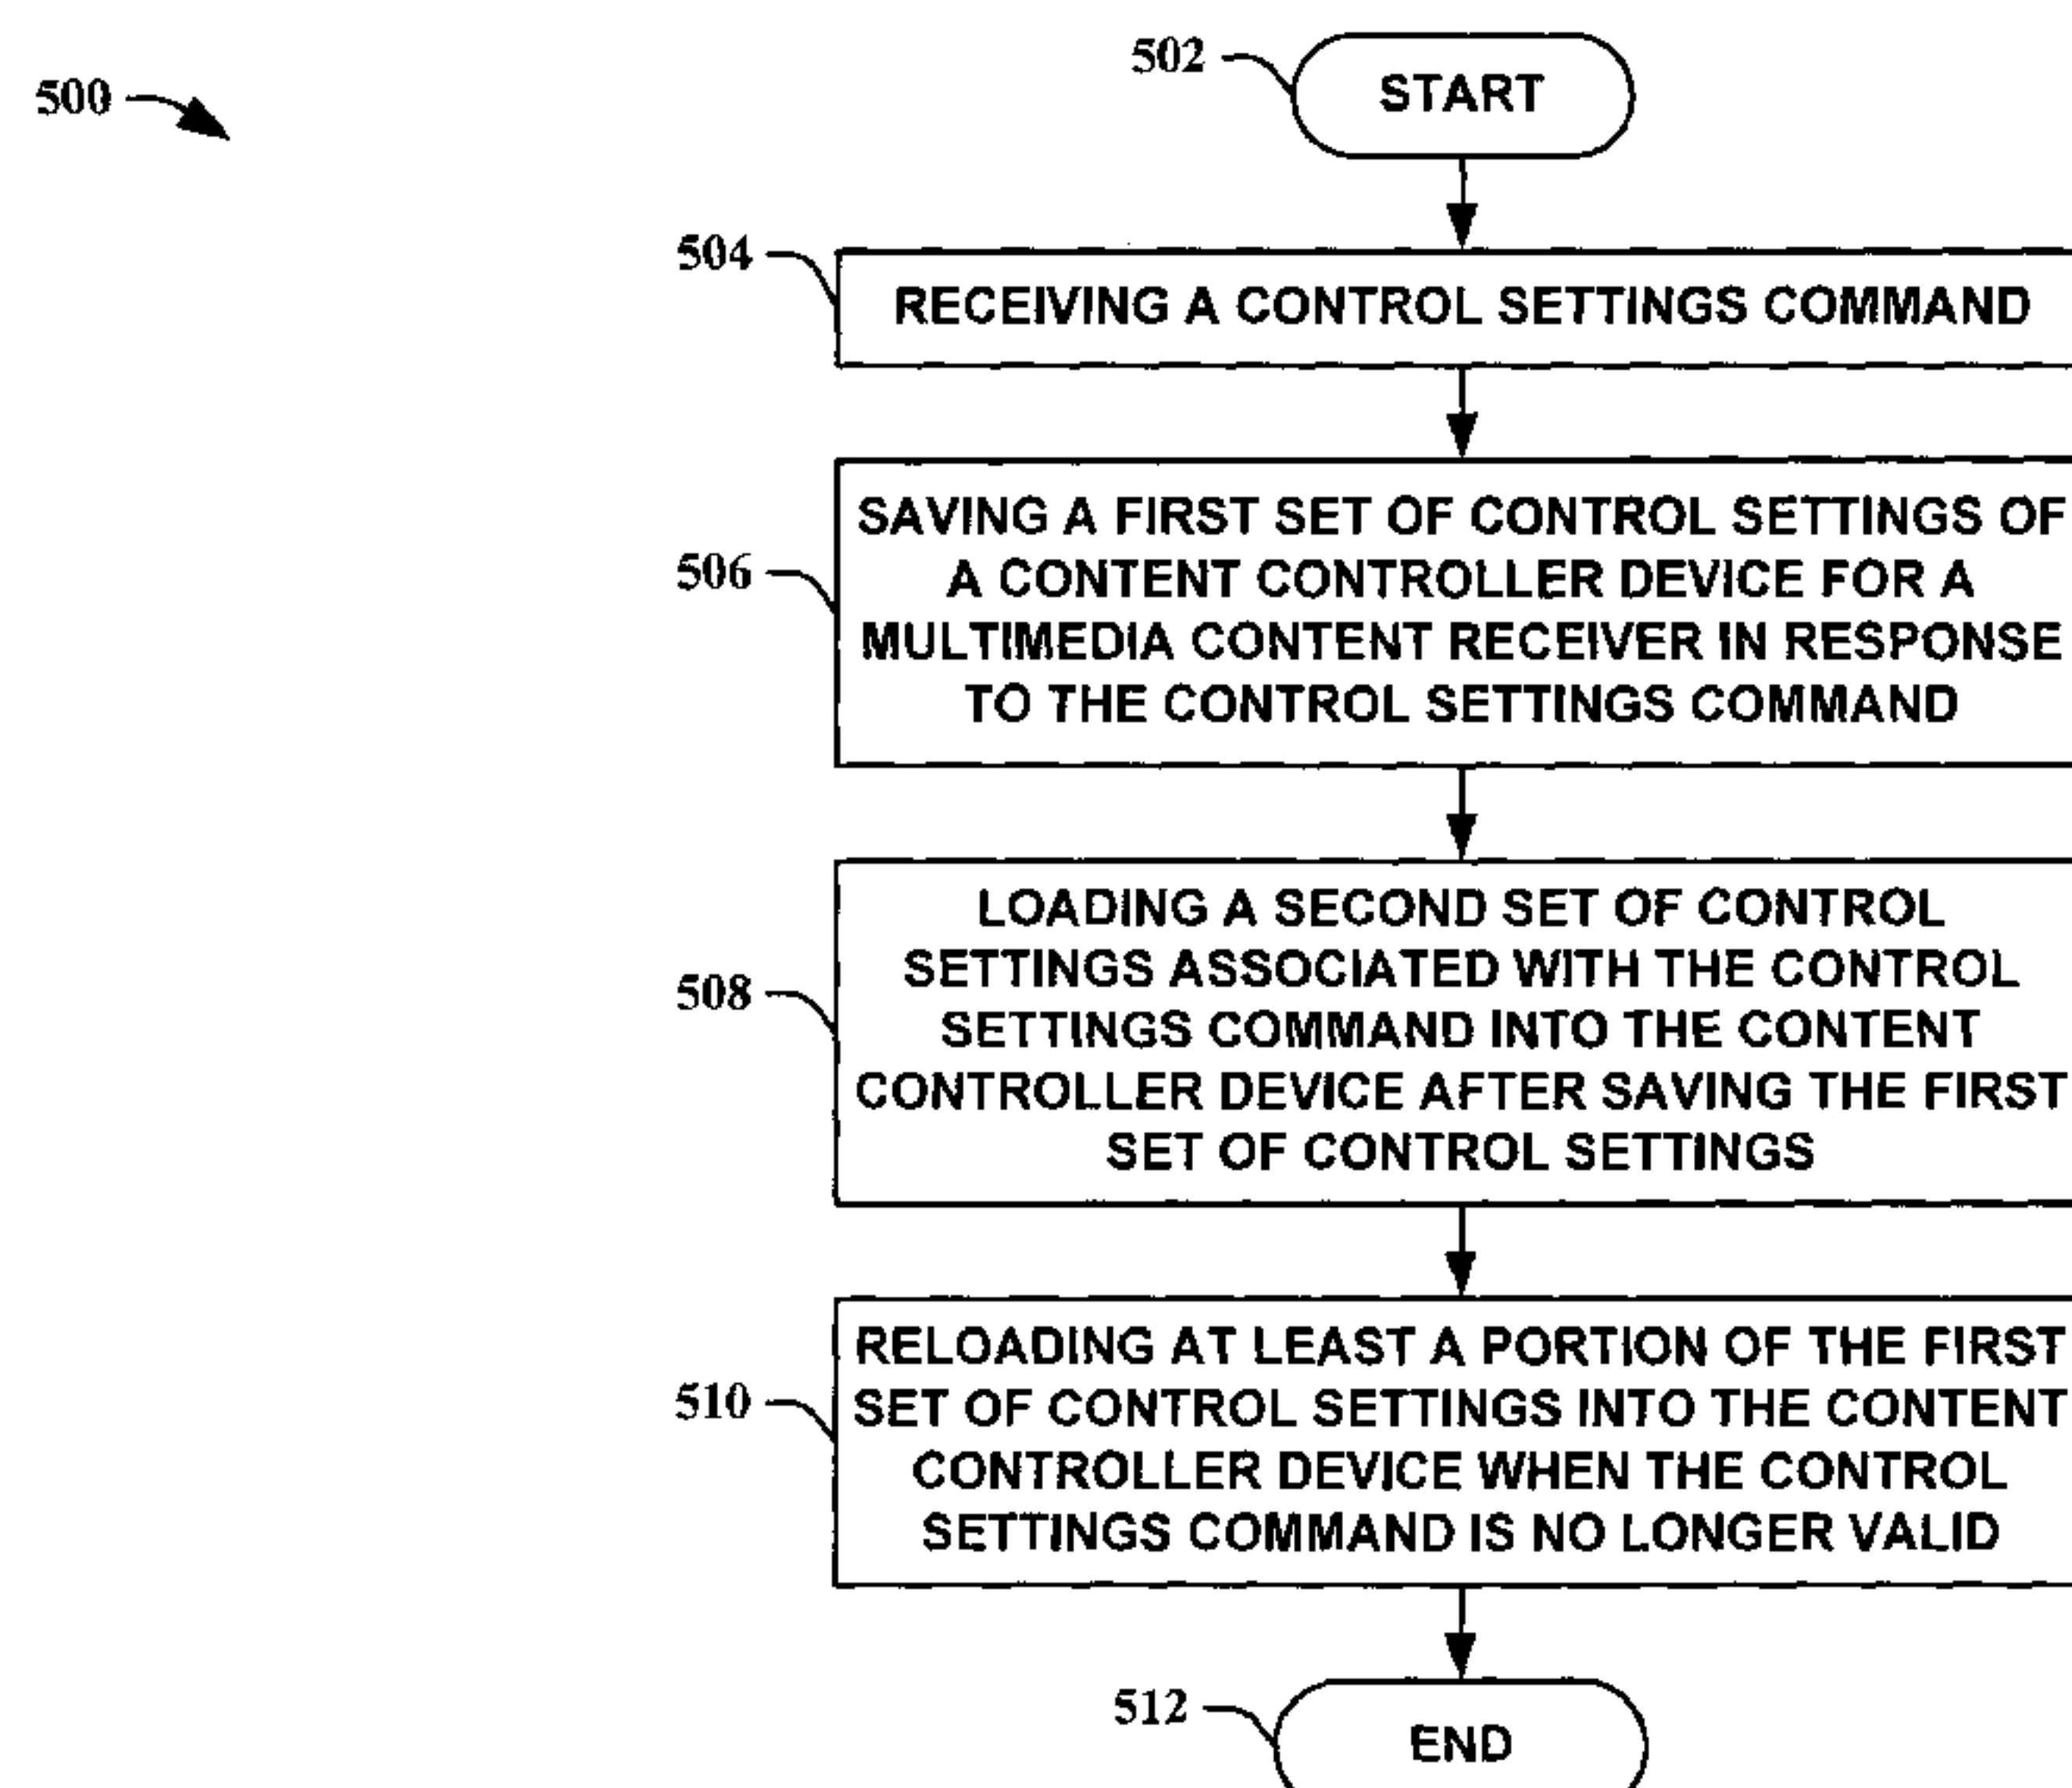 502
START
500
504
RECEIVING A CONTROL SETTINGS COMMAND
506
SAVING A FIRST SET OF CONTROL SETTINGS OF
A CONTENT CONTROLLER DEVICE FOR A
MULTIMEDIA CONTENT RECEIVER IN RESPONSE
TO THE CONTROL SETTINGS COMMAND
508
LOADING A SECOND SET OF CONTROL
SETTINGS ASSOCIATED WITH THE CONTROL
SETTINGS COMMAND INTO THE CONTENT
CONTROLLER DEVICE AFTER SAVING THE FIRST
SET OF CONTROL SETTINGS
510
RELOADING AT LEAST A PORTION OF THE FIRST
SET OF CONTROL SETTINGS INTO THE CONTENT
CONTROLLER DEVICE WHEN THE CONTROL
SETTINGS COMMAND IS NO LONGER VALID
512
END